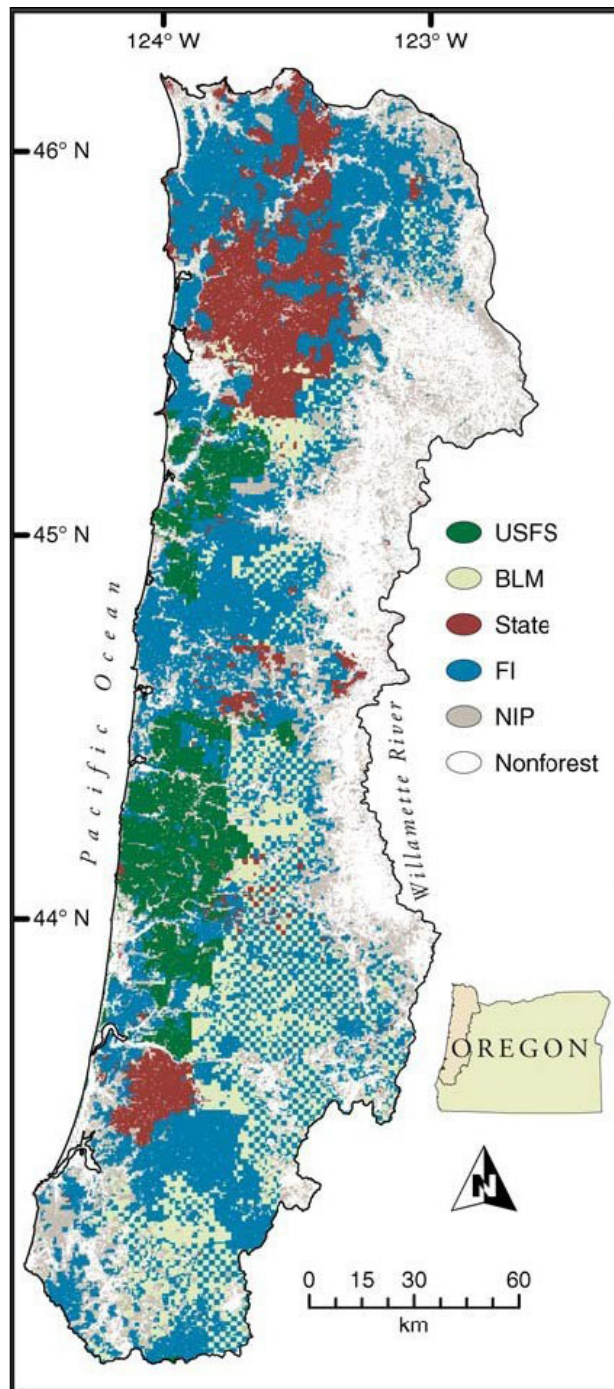 124° W
123° W
46° N
45° N
44° N
Pacific Ocean
Willamette River
USFS
BLM
State
FI
NIP
Nonforest
OREGON
N
0 15 30 60
km